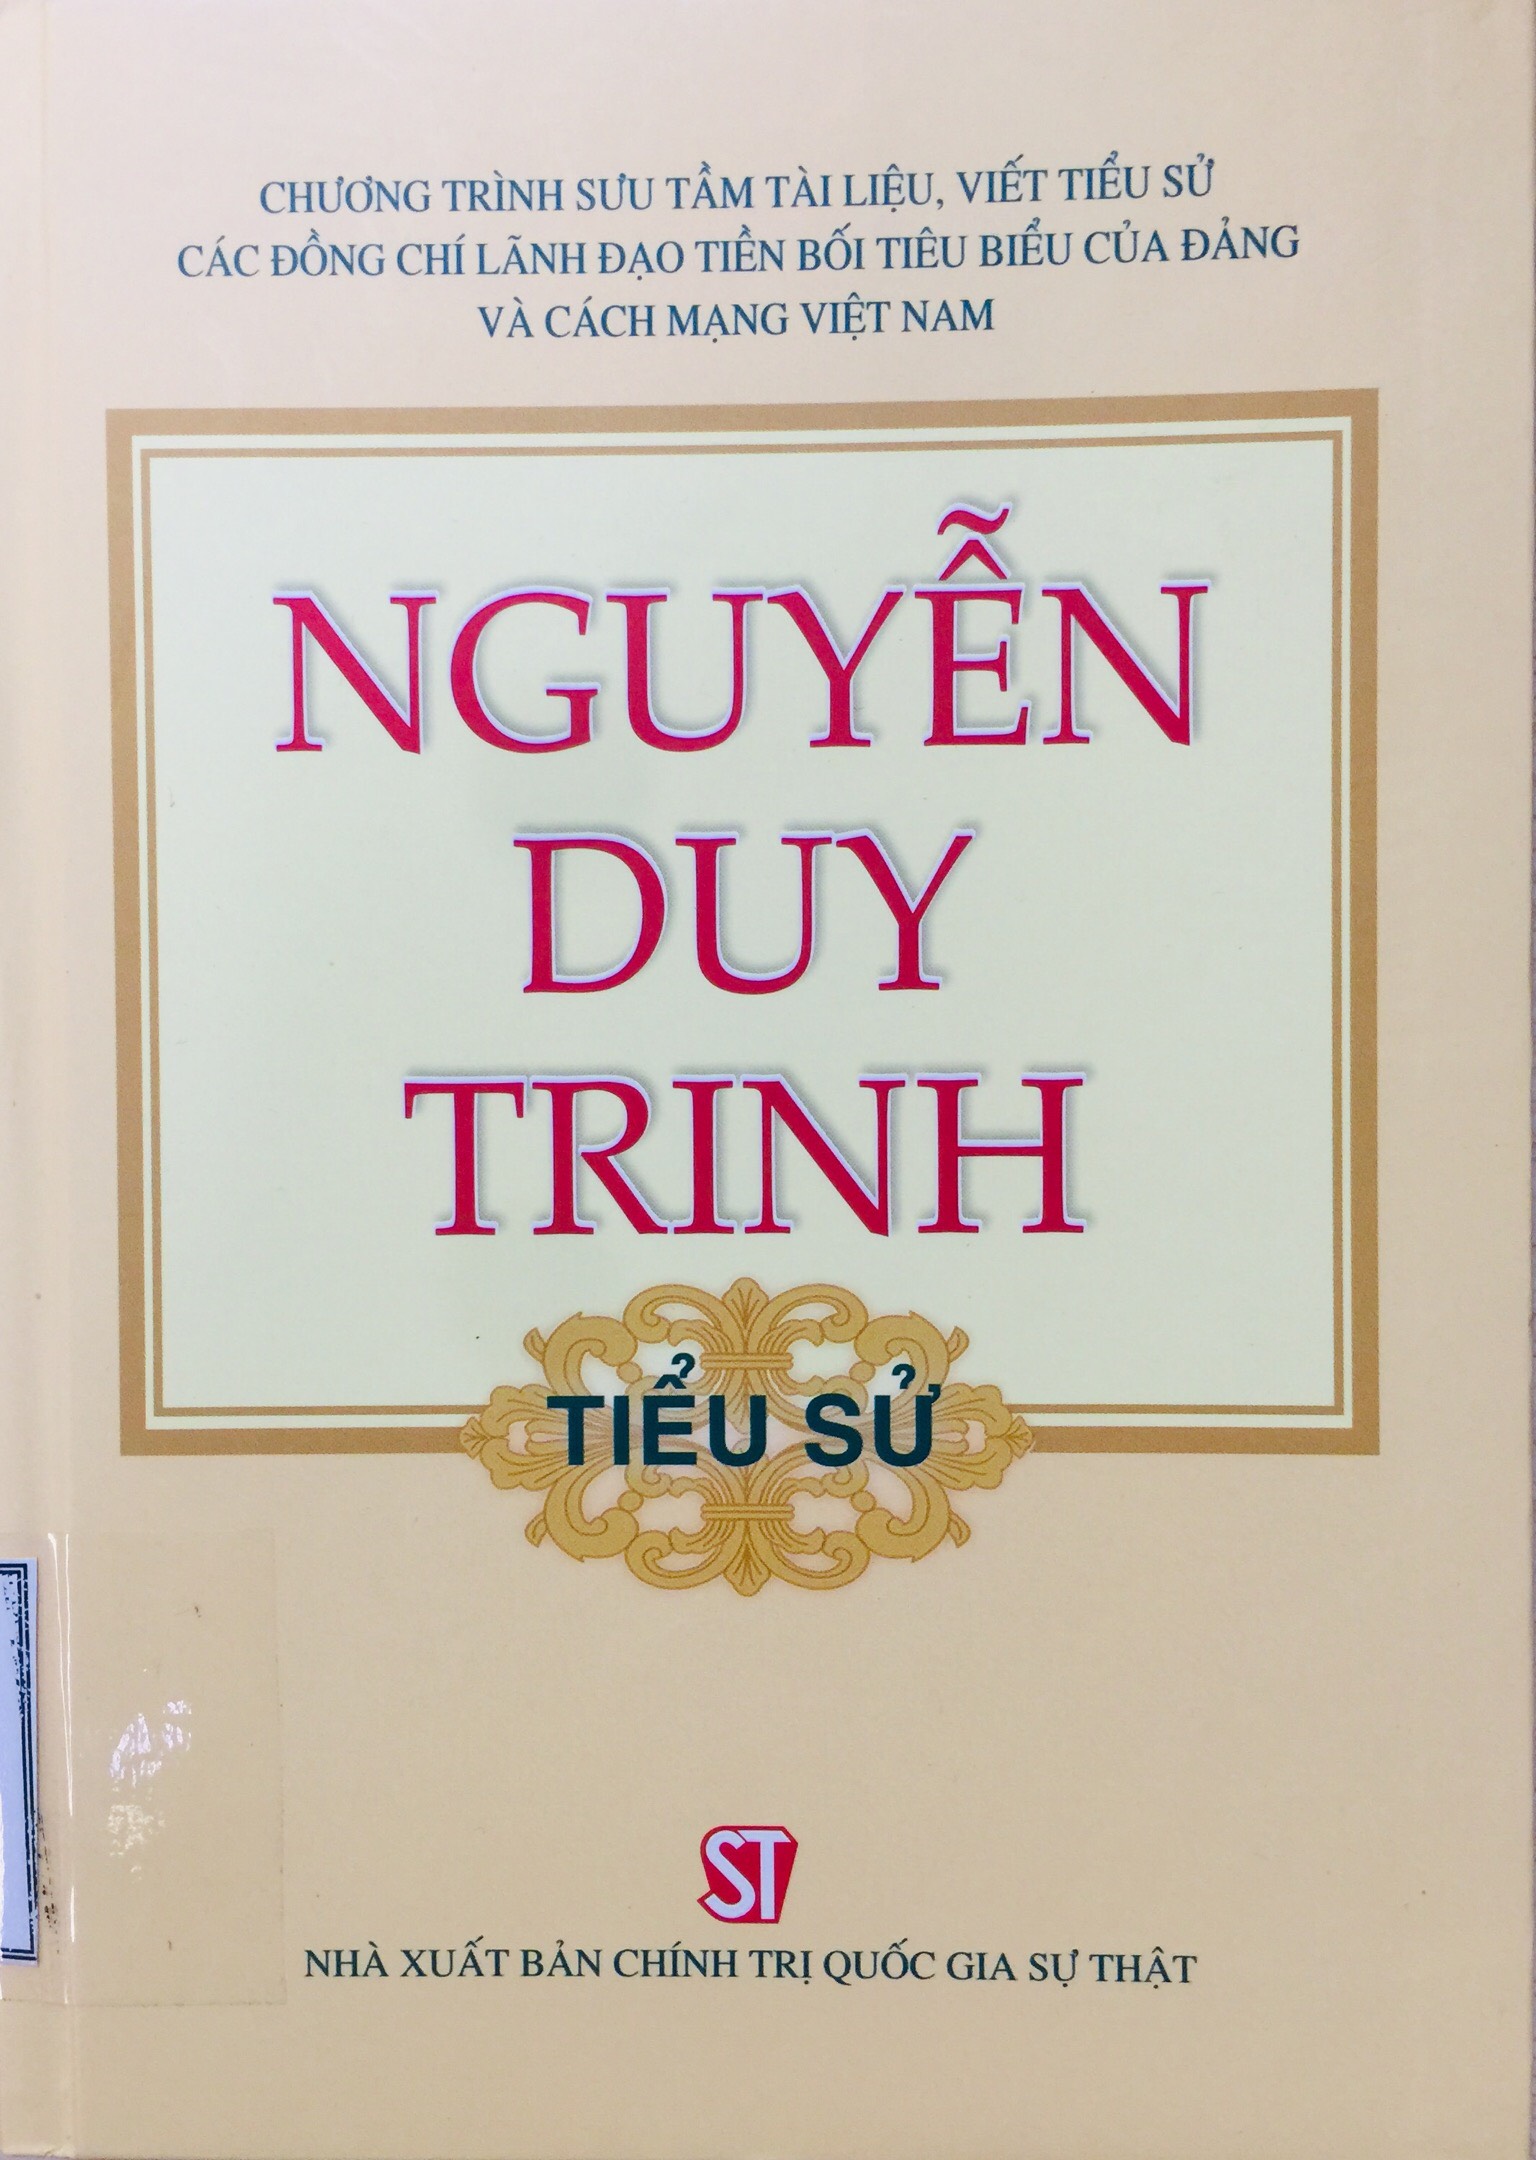 CHƯƠNG TRÌNH SƯU TẦM TÀI LIỆU, VIẾT TIỂU SỬ
CÁC ĐỒNG CHÍ LÃNH ĐẠO TIỀN BỐI TIÊU BIỂU CỦA ĐẢNG
VÀ CÁCH MẠNG VIỆT NAM
NGUYỄN
DUY
TRINH
TIỂU SỬ
ST
NHÀ XUẤT BẢN CHÍNH TRỊ QUỐC GIA SỰ THẬT